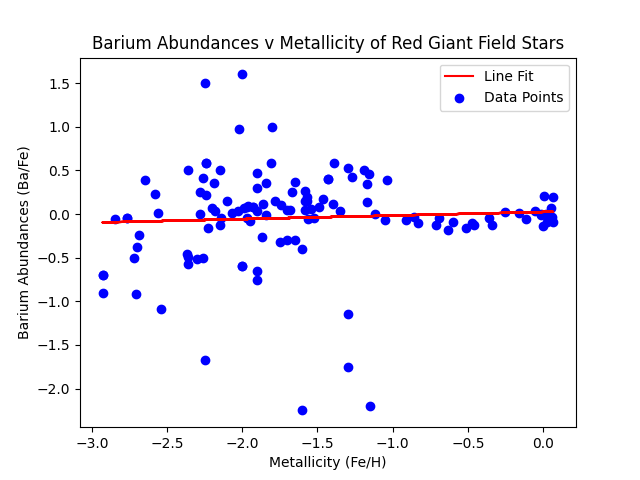 Barium Abundances v Metallicity of Red Giant Field Stars
Line Fit
Data Points
Barium Abundances (Ba/Fe)
1.5
1.0
0.5
0.0
−0.5
−1.0
−1.5
−2.0
−3.0 −2.5 −2.0 −1.5 −1.0 −0.5 0.0
Metallicity (Fe/H)